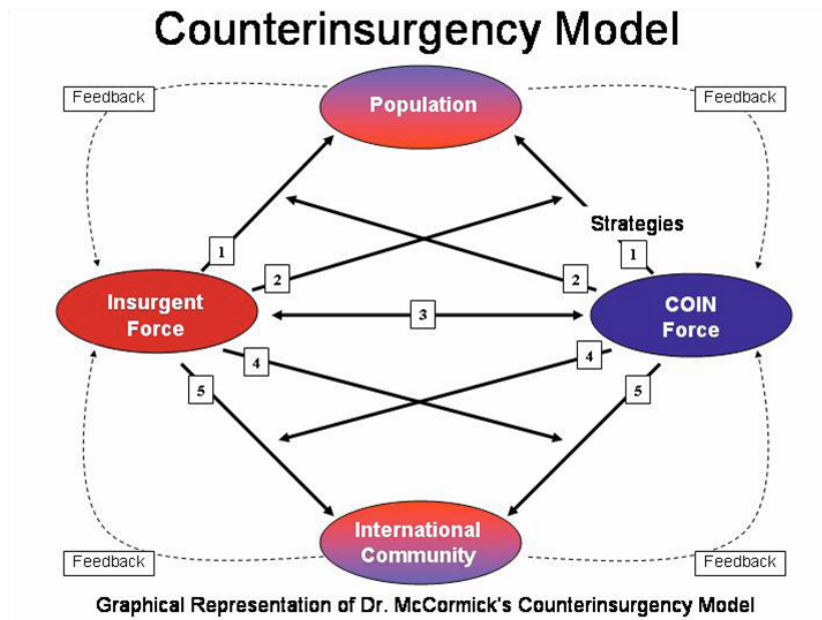 Counterinsurgency Model
Feedback
Population
Feedback
Strategies
1
1
2
2
Insurgent
Force
3
COIN
Force
4
4
5
5
International
Community
Feedback
Feedback
Graphical Representation of Dr. McCormick's Counterinsurgency Model